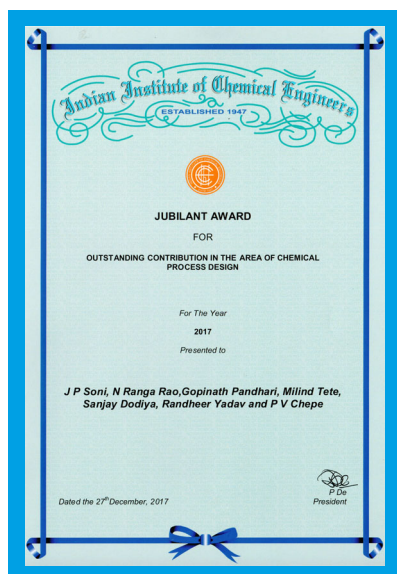 Indian Institute of Chemical Engineers
ESTABLISHED 1947
JUBILANT AWARD
FOR
OUTSTANDING CONTRIBUTION IN THE AREA OF CHEMICAL
PROCESS DESIGN
For The Year
2017
Presented to
J P Soni, N Ranga Rao,Gopinath Pandhari, Milind Tete,
Sanjay Dodiya, Randheer Yadav and P V Chepe
P De
Dated the 27th December, 2017 President